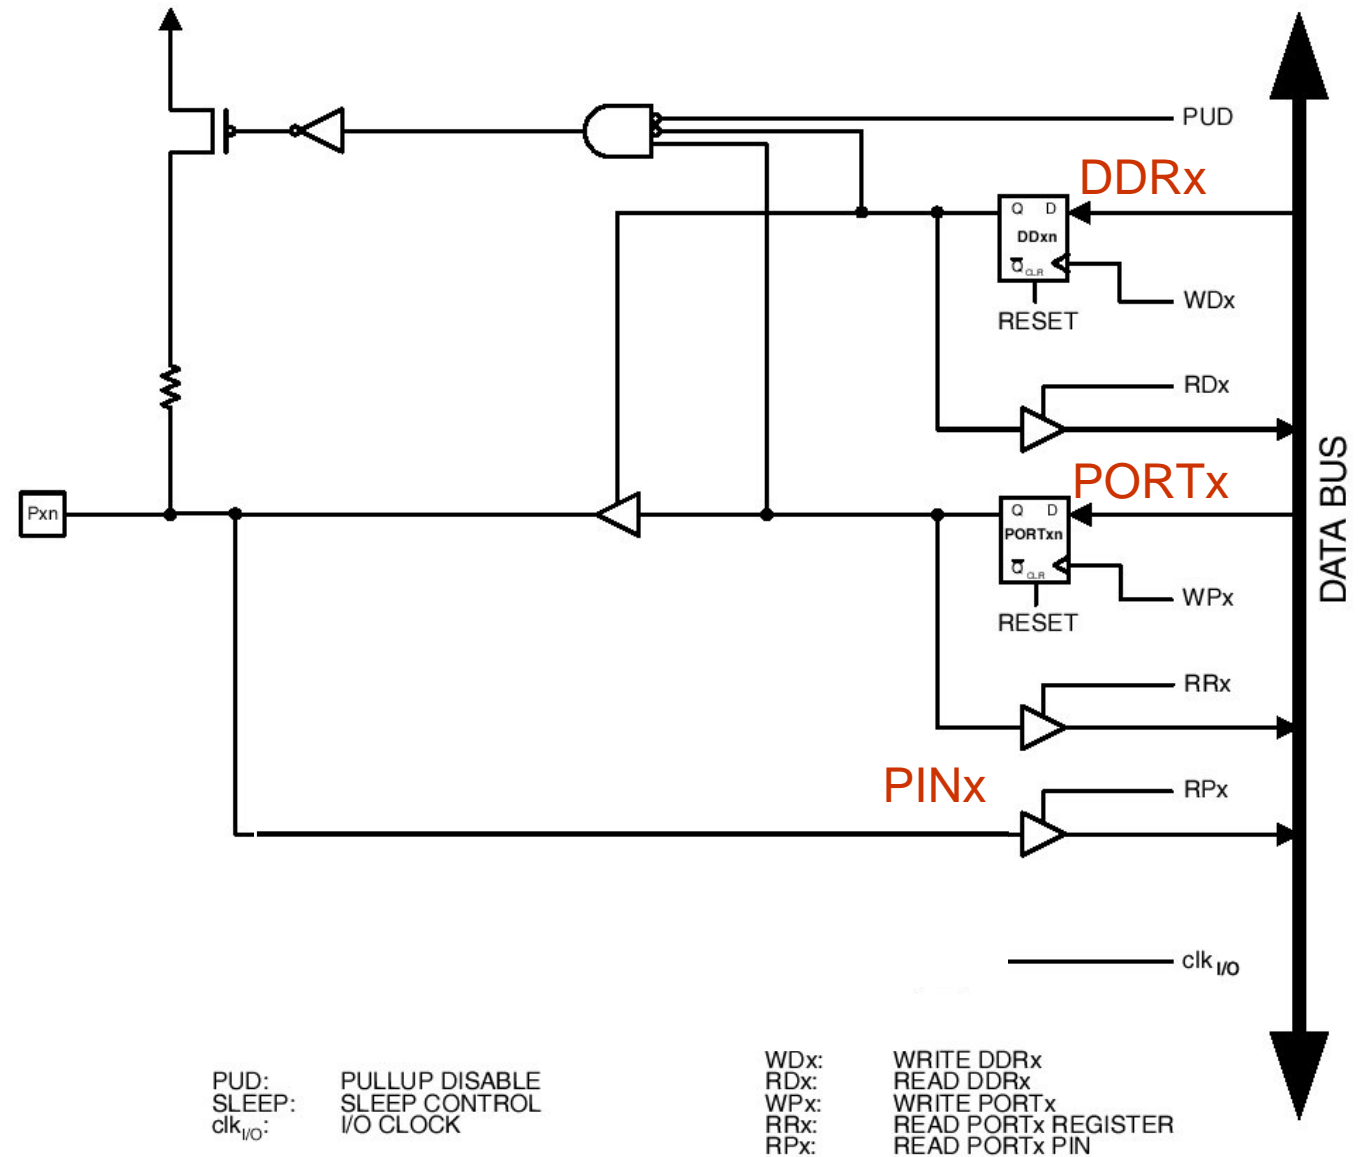 PUD
DDRx
Q D
DDxn
Q CLR
WDx
RESET
RDx
PORTx
Pxn
Q D
PORTxn
Q CLR
WPx
RESET
DATA BUS
RRx
PINx
RPx
clk I/O
PUD: PULLUP DISABLE
SLEEP: SLEEP CONTROL
clkI/O: I/O CLOCK
WDx: WRITE DDRx
RDx: READ DDRx
WPx: WRITE PORTx
RRx: READ PORTx REGISTER
RPx: READ PORTx PIN